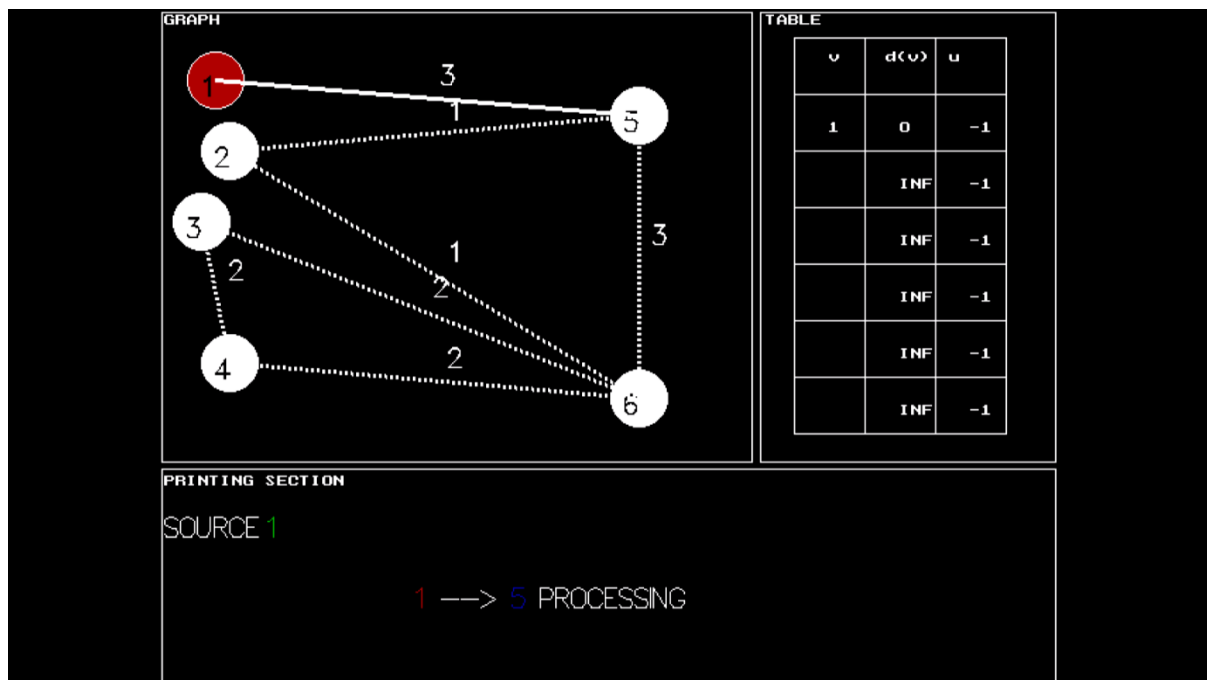 GRAPH
1
3
1
5
2
3
2
1
2
3
4
2
6
TABLE
v d(v) u
1 0 -1
INF -1
INF -1
INF -1
INF -1
INF -1
PRINTING SECTION
SOURCE 1
1 --> 5 PROCESSING